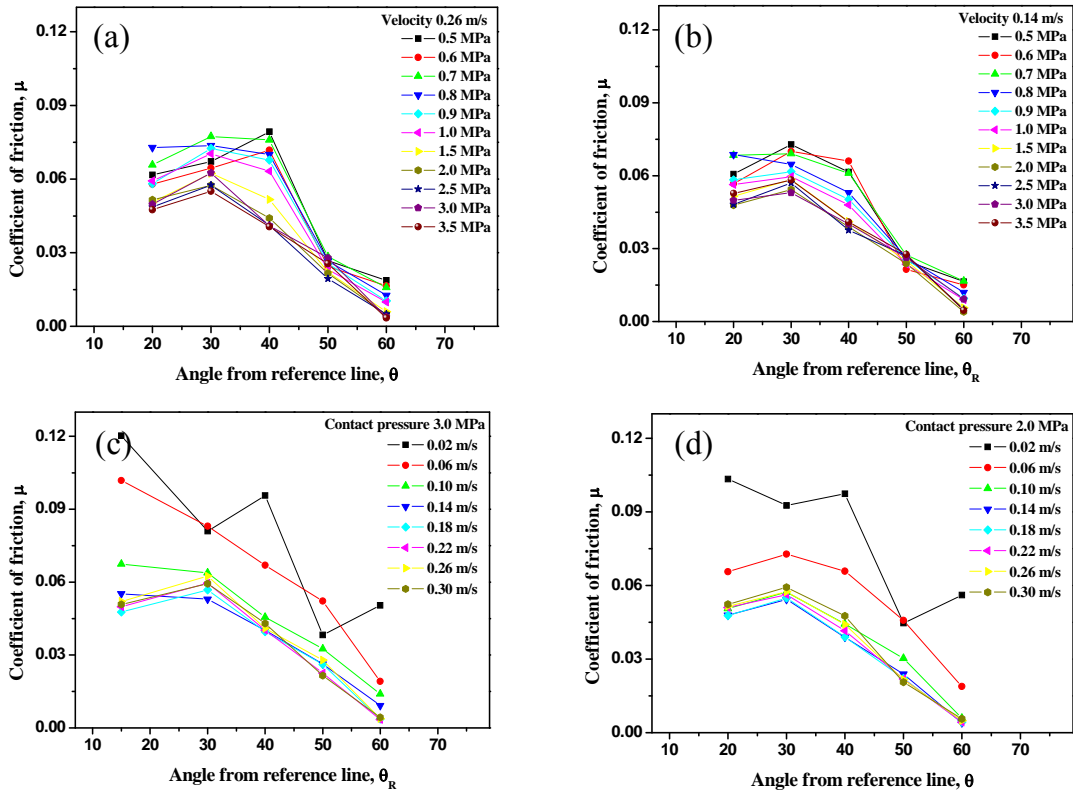 (a)
Velocity 0.26 m/s
0.5 MPa
0.6 MPa
0.7 MPa
0.8 MPa
0.9 MPa
1.0 MPa
1.5 MPa
2.0 MPa
2.5 MPa
3.0 MPa
3.5 MPa
0.12
0.09
0.06
0.03
0.00
Coefficient of friction, μ
10 20 30 40 50 60 70
Angle from reference line, θ
(b)
Velocity 0.14 m/s
0.5 MPa
0.6 MPa
0.7 MPa
0.8 MPa
0.9 MPa
1.0 MPa
1.5 MPa
2.0 MPa
2.5 MPa
3.0 MPa
3.5 MPa
0.12
0.09
0.06
0.03
0.00
Coefficient of friction, μ
10 20 30 40 50 60 70
Angle from reference line, θR
(c)
Contact pressure 3.0 MPa
0.02 m/s
0.06 m/s
0.10 m/s
0.14 m/s
0.18 m/s
0.22 m/s
0.26 m/s
0.30 m/s
0.12
0.09
0.06
0.03
0.00
Coefficient of friction, μ
10 20 30 40 50 60 70
Angle from reference line, θR
(d)
Contact pressure 2.0 MPa
0.02 m/s
0.06 m/s
0.10 m/s
0.14 m/s
0.18 m/s
0.22 m/s
0.26 m/s
0.30 m/s
0.12
0.09
0.06
0.03
0.00
Coefficient of friction, μ
10 20 30 40 50 60 70
Angle from reference line, θ